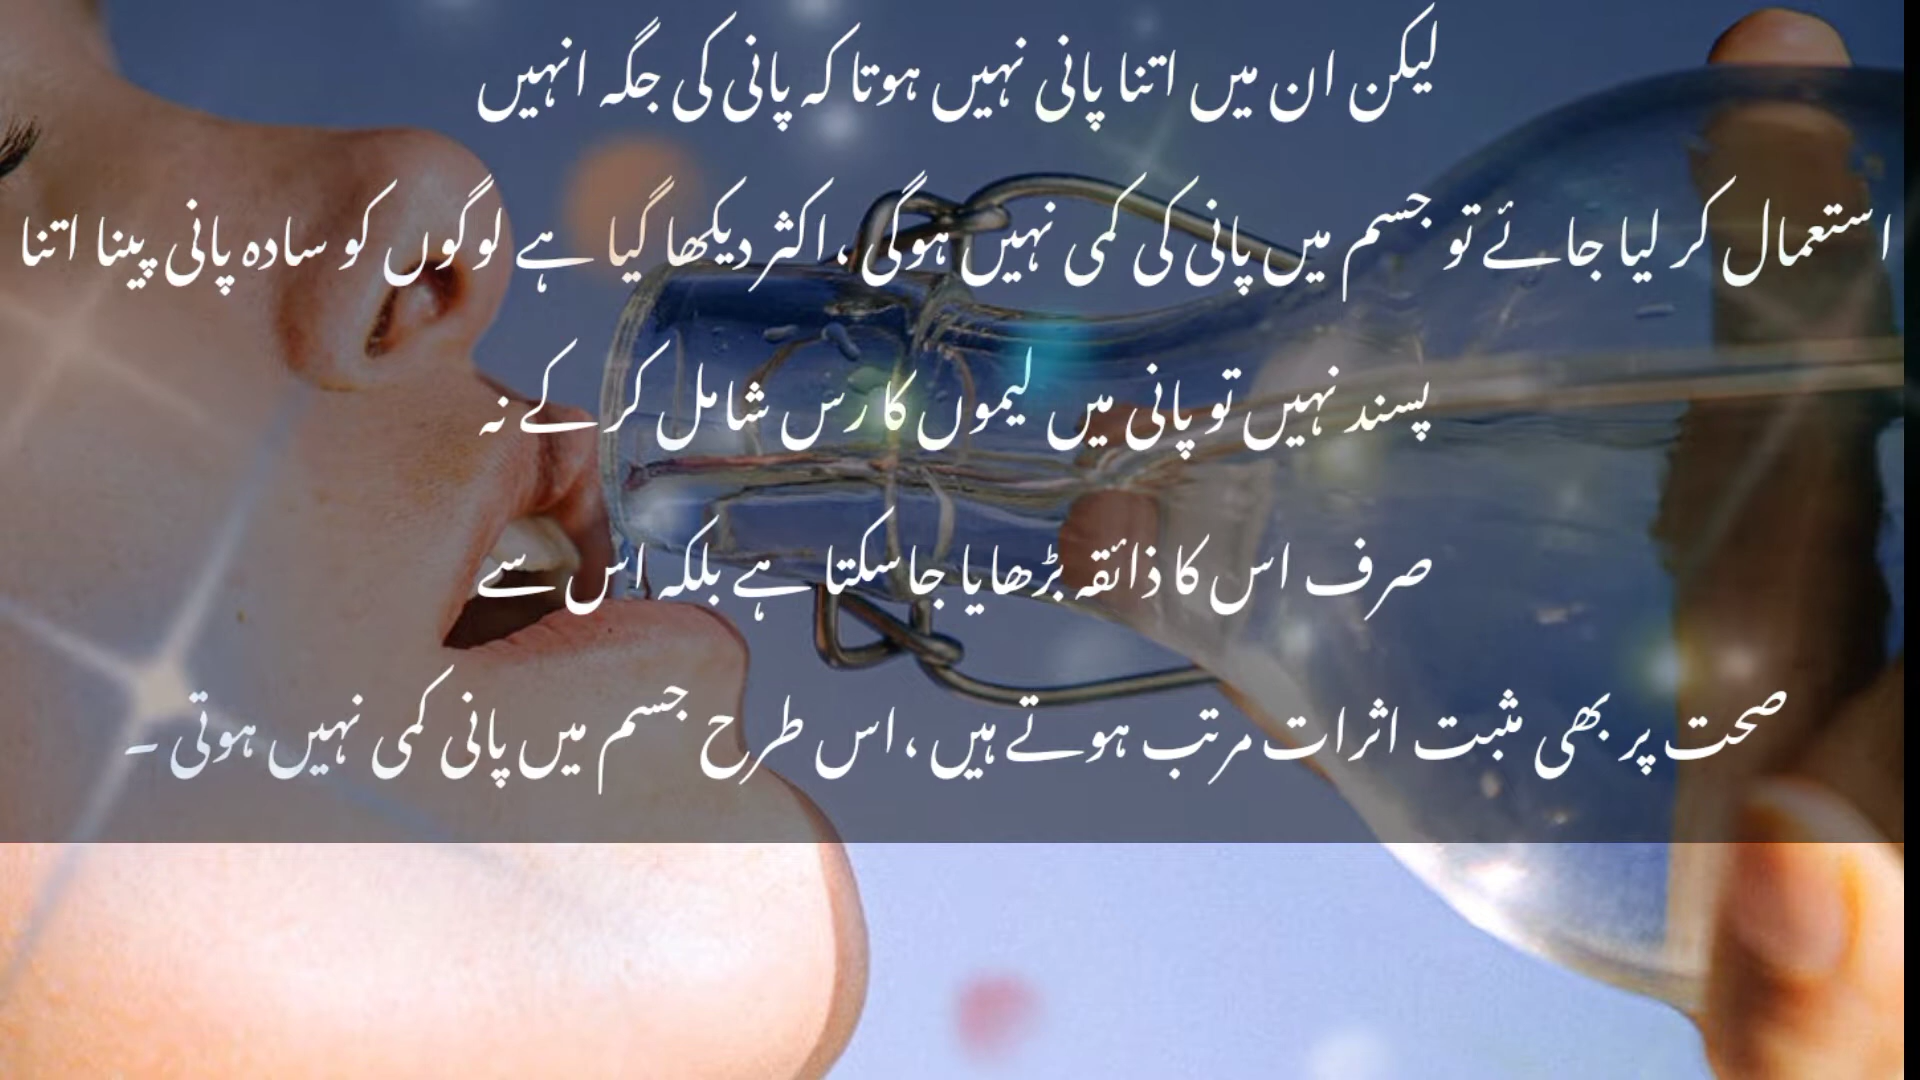 لیکن ان میں اتنا پانی نہیں ہوتا کہ پانی کی جگہ انہیں
استعمال کر لیا جائے تو جسم میں پانی کی کمی نہیں ہوگی ، اکثر دیکھا گیا ہے لوگوں کو سادہ پانی پینا اتنا
پسند نہیں تو پانی میں لیموں کا رس شامل کر کے نہ
صرف اس کا ذائقہ بڑھایا جاسکتا ہے بلکہ اس سے
صحت پر بھی مثبت اثرات مرتب ہوتے ہیں ، اس طرح جسم میں پانی کمی نہیں ہوتی ۔